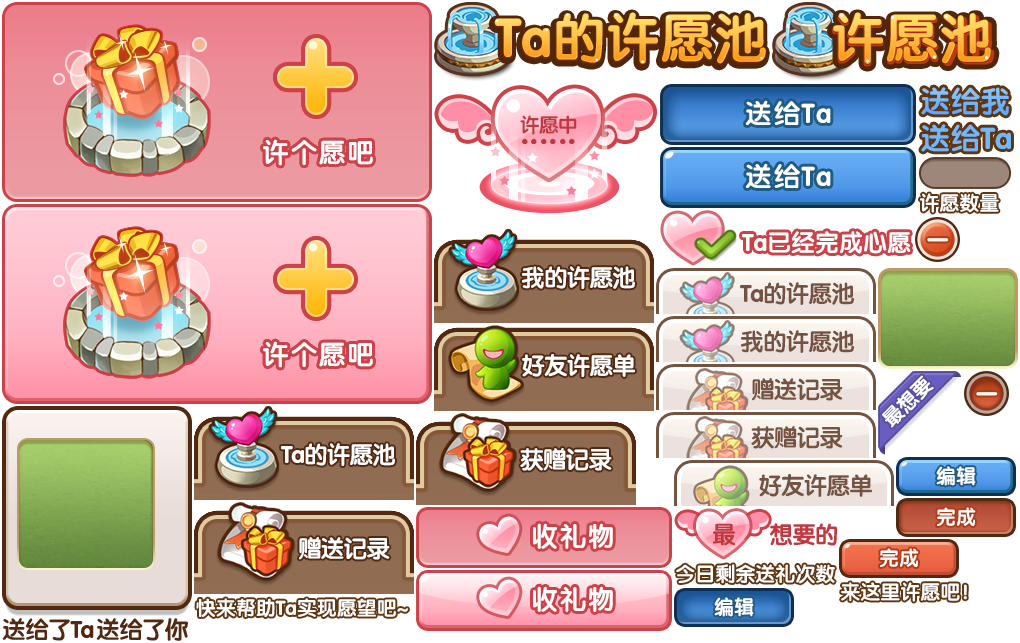 Ta的许愿池
许愿池
许个愿吧
许愿中
送给Ta
送给我
送给Ta
送给Ta
许愿数量
Ta已经完成心愿
许个愿吧
我的许愿池
Ta的许愿池
我的许愿池
好友许愿单
赠送记录
最想要
获赠记录
Ta的许愿池
获赠记录
好友许愿单
编辑
完成
赠送记录
收礼物
最想要的
完成
今日剩余送礼次数
来这里许愿吧!
收礼物
编辑
快来帮助Ta实现愿望吧~
送给了Ta
送给了你